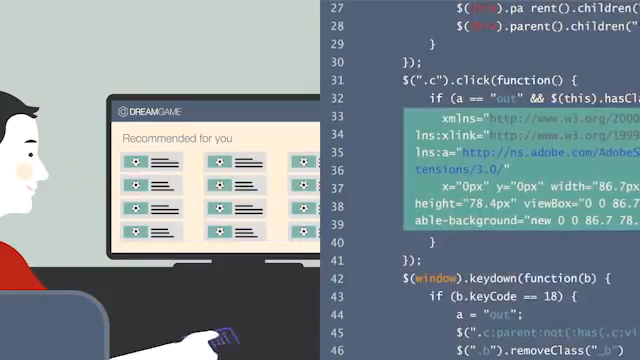 DREAMGAME
Recommended for you
27 $(this).pa rent().children(
28 $(this).parent().children("
29 }
30 });
31 $(".c").click(function() {
32 if (a == "out" && $(this).hasCla
33 xmlns="http://www.w3.org/2000
34 lns:xlink="http://www.w3.org/1999
35 lns:a="http://ns.adobe.com/AdobeS
36 tensions/3.0/"
37 x="0px" y="0px" width="86.7px
38 height="78.4px" viewBox="0 0 86.7
39 able-background="new 0 0 86.7 78.
40 }
41 });
42 $(window).keydown(function(b) {
43 if (b.keyCode == 18) {
44 a = "out";
45 $(".c:parent:not(:has(.c:vi
46 $(".b").removeClass("_b")